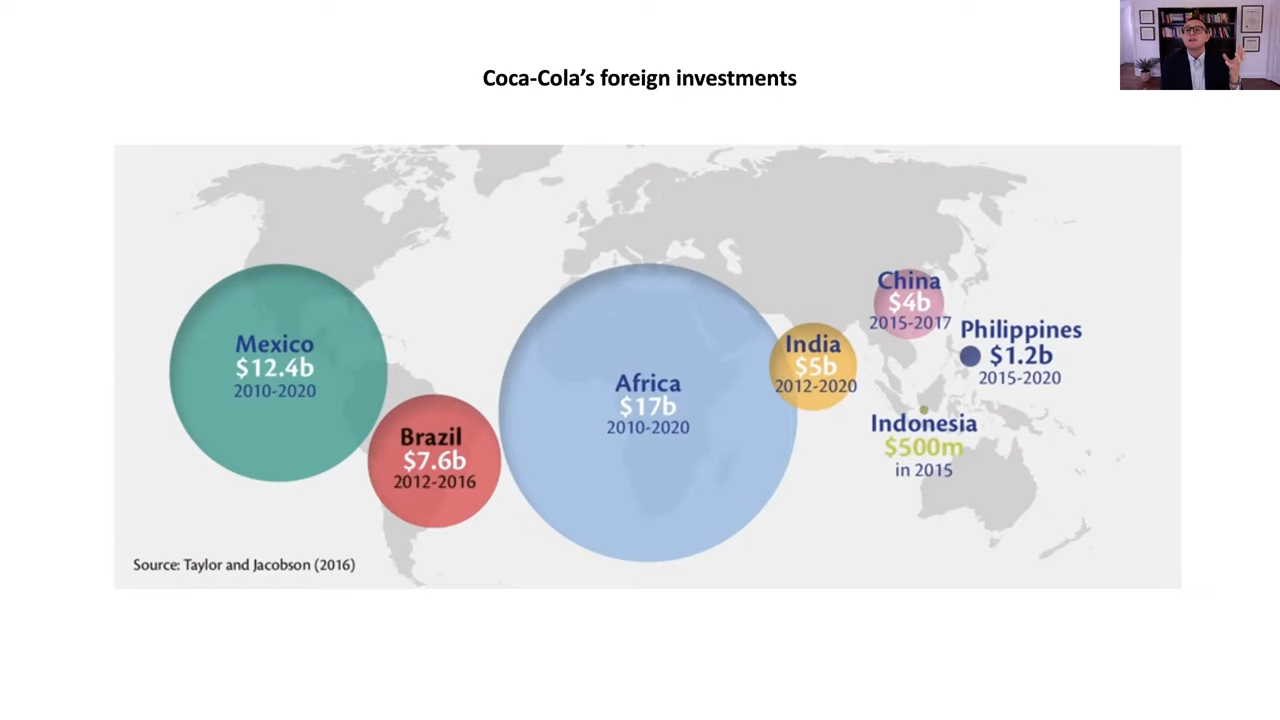 Coca-Cola’s foreign investments
Mexico
$12.4b
2010-2020
Brazil
$7.6b
2012-2016
Africa
$17b
2010-2020
India
$5b
2012-2020
China
$4b
2015-2017
Philippines
$1.2b
2015-2020
Indonesia
$500m
in 2015
Source: Taylor and Jacobson (2016)